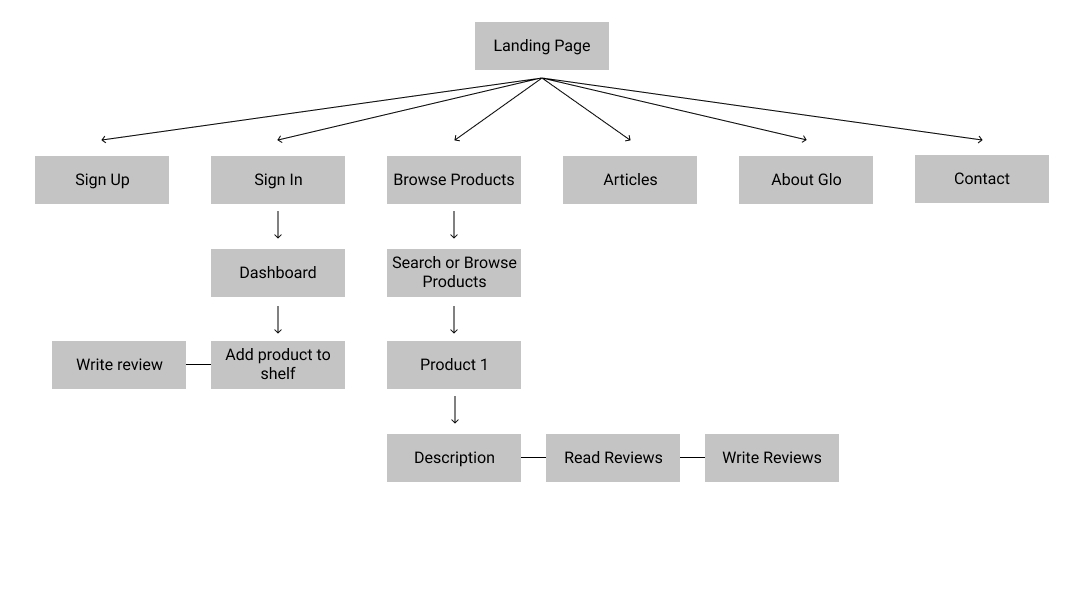 Landing Page
Sign Up
Sign In
Browse Products
Articles
About Glo
Contact
Dashboard
Search or Browse
Products
Write review
Add product to
shelf
Product 1
Description
Read Reviews
Write Reviews